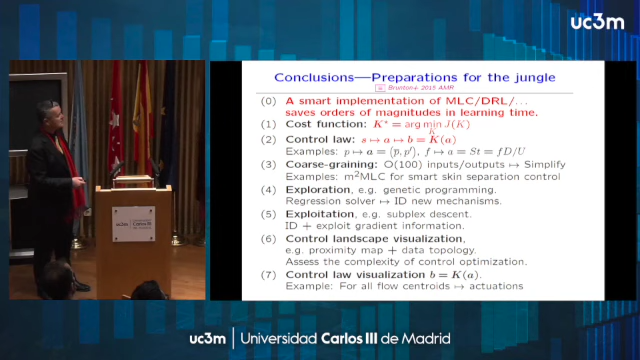 uc3m
Conclusions—Preparations for the jungle
Brunton+ 2015 AMR
(0) A smart implementation of MLC/DRL/...
saves orders of magnitudes in learning time.
(1) Cost function: K* = arg min J(K)
K
(2) Control law: s ↦ a ↦ b = K(a)
Examples: p ↦ a = (p, p′), f ↦ a = St = fD/U
(3) Coarse-graining: O(100) inputs/outputs ↦ Simplify
Examples: m²MLC for smart skin separation control
(4) Exploration, e.g. genetic programming.
Regression solver ↦ ID new mechanisms.
(5) Exploitation, e.g. subplex descent.
ID + exploit gradient information.
(6) Control landscape visualization,
e.g. proximity map + data topology.
Assess the complexity of control optimization.
(7) Control law visualization b = K(a).
Example: For all flow centroids ↦ actuations
Carlos III
uc3m | Universidad Carlos III de Madrid